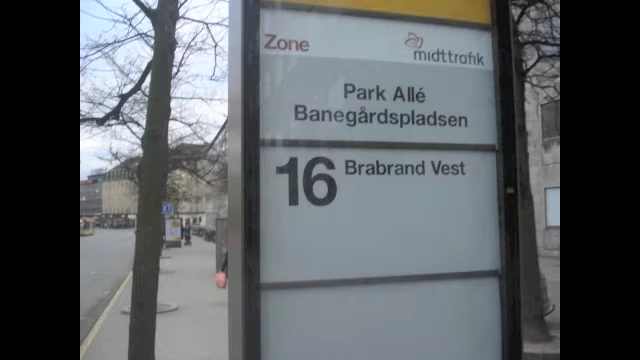 Zone midttrafik
Park Allé
Banegårdspladsen
16 Brabrand Vest